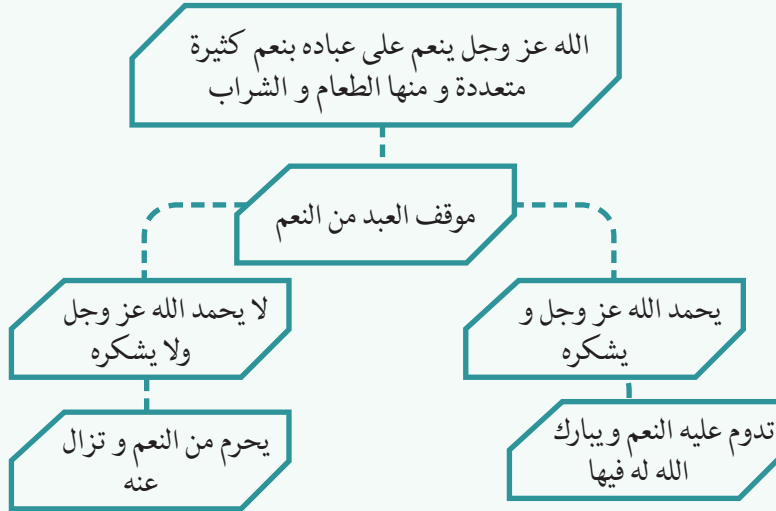 الله عز وجل ينعم على عباده بنعم كثيرة
متعددة و منها الطعام و الشراب
موقف العبد من النعم
يحمد الله عز وجل و
يشكره
تدوم عليه النعم و يبارك
الله له فيها
لا يحمد الله عز وجل
ولا يشكره
يحرم من النعم و تزال
عنه